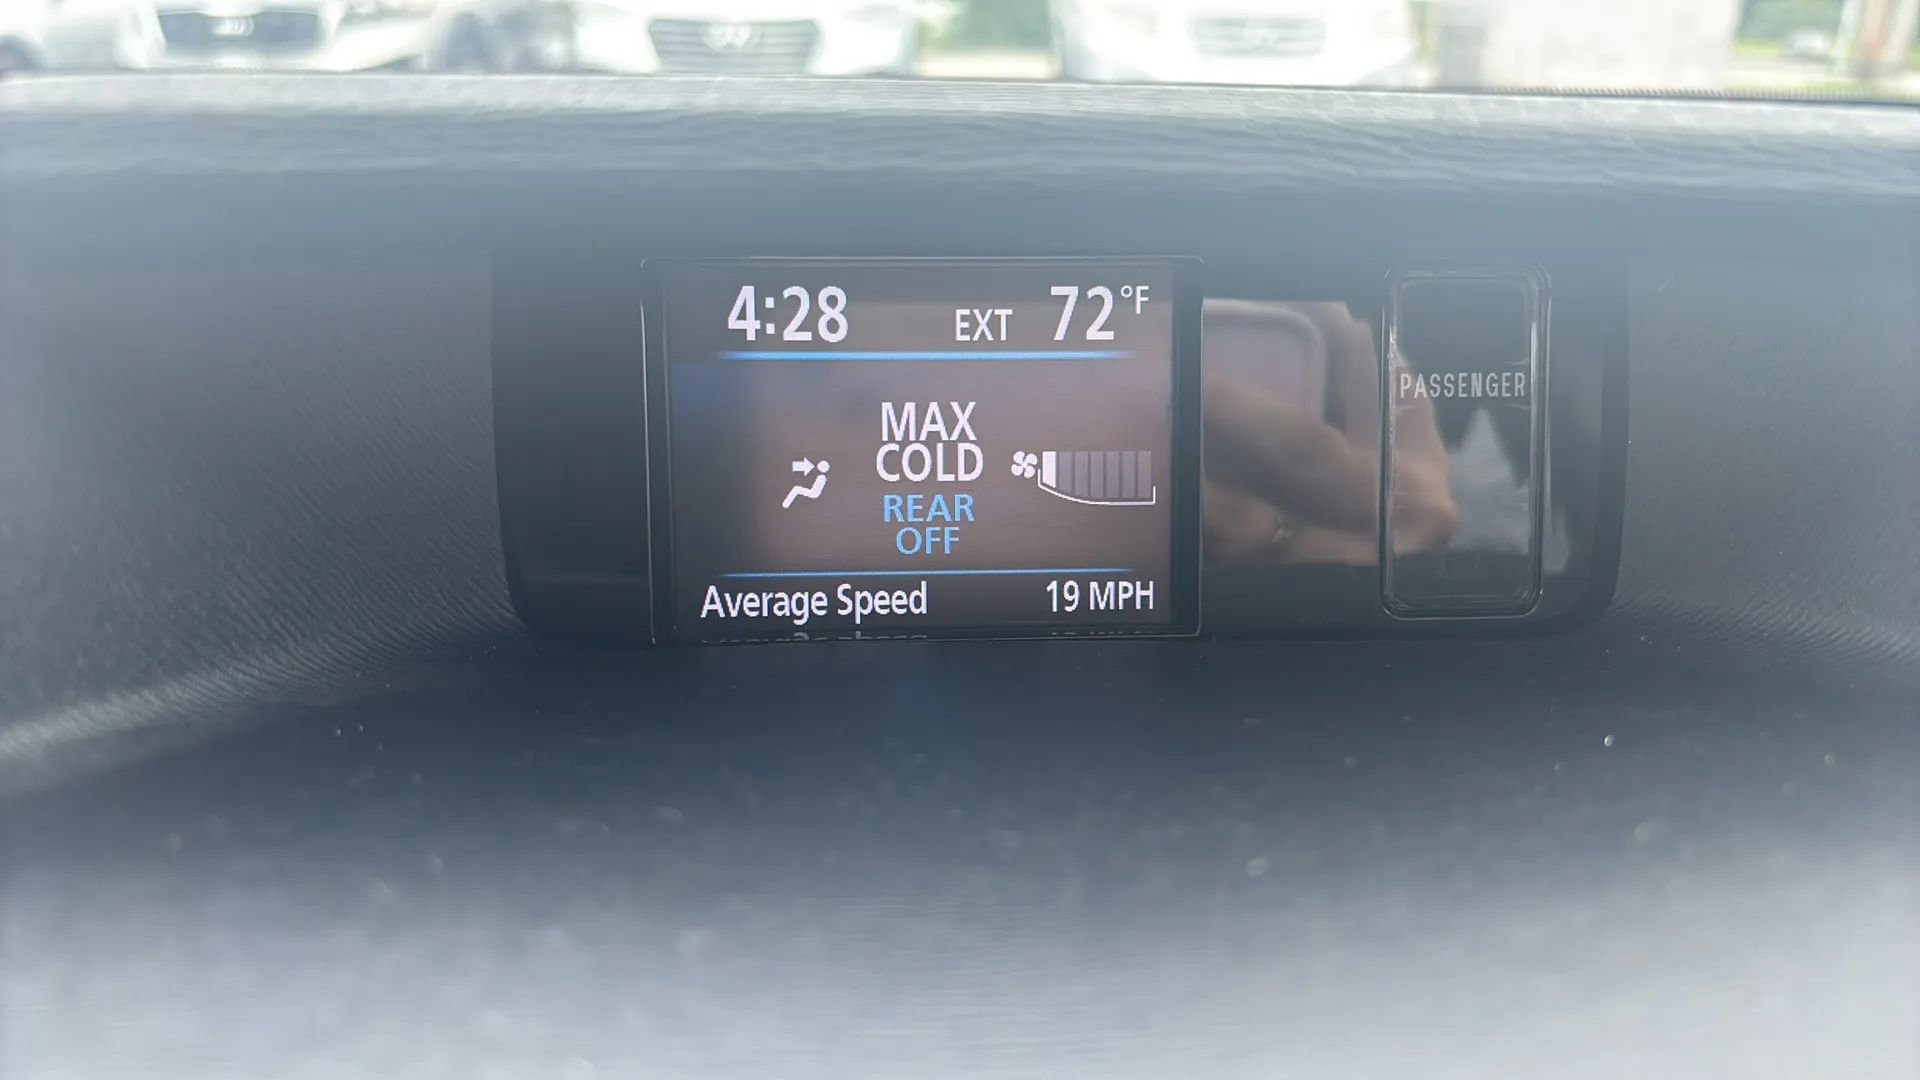 4:28 EXT 72°F
MAX
COLD
REAR
OFF
Average Speed 19 MPH
PASSENGER